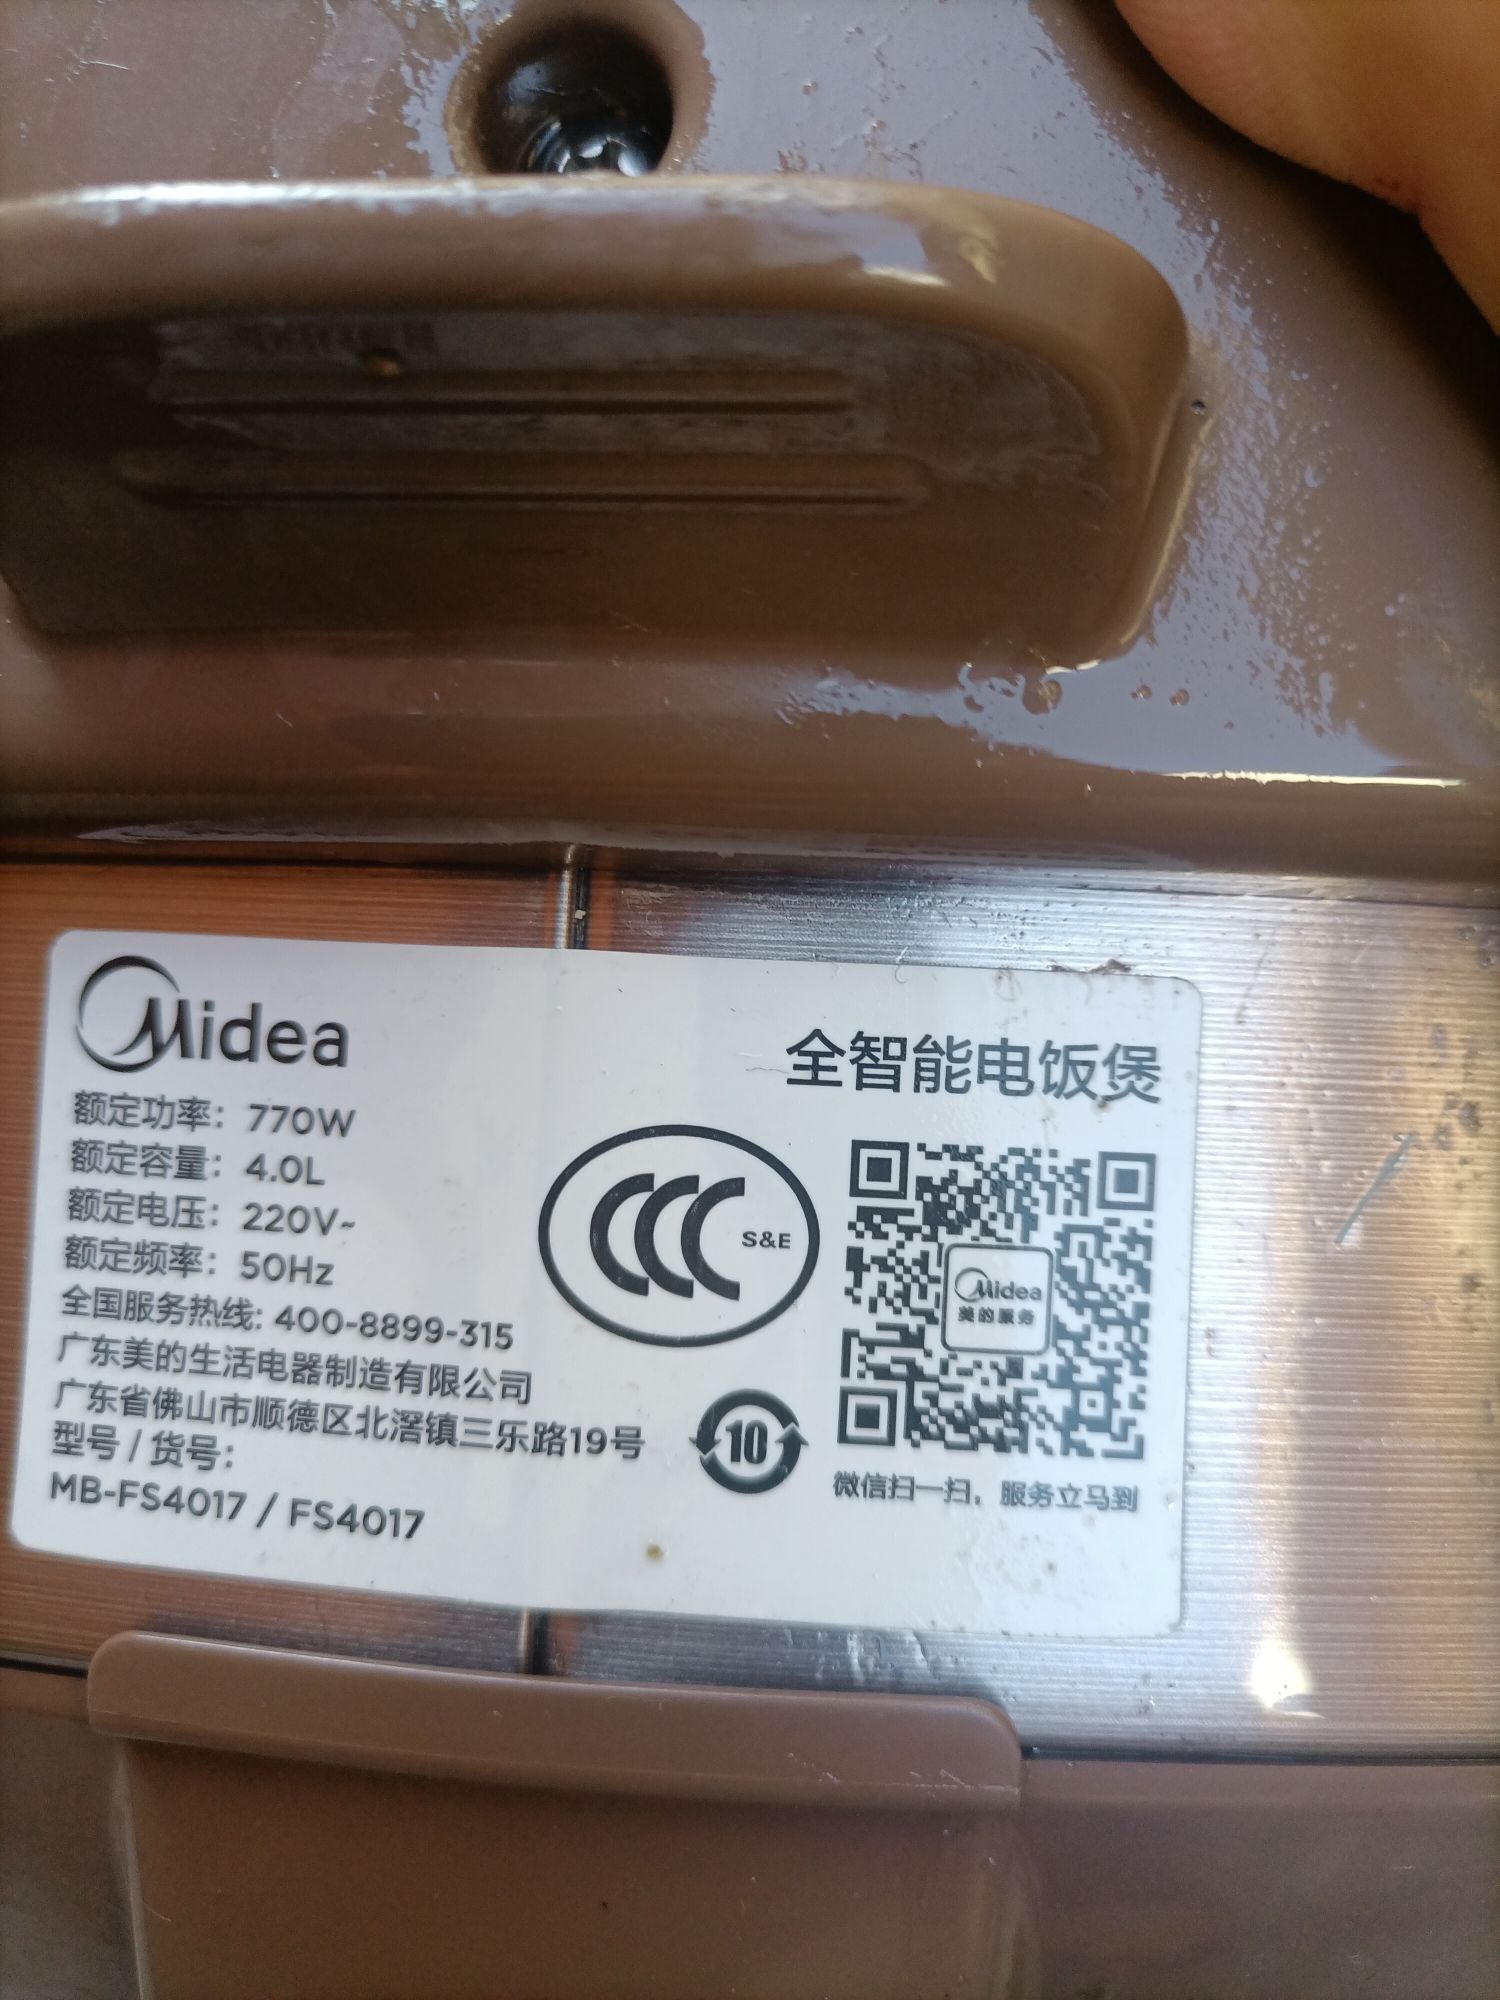 Midea
全智能电饭煲
额定功率：770W
额定容量：4.0L
额定电压：220V~
额定频率：50Hz
全国服务热线: 400-8899-315
广东美的生活电器制造有限公司
广东省佛山市顺德区北滘镇三乐路19号
型号 / 货号：
MB-FS4017 / FS4017
CCC S&E
10
Midea
美的服务
微信扫一扫，服务立马到